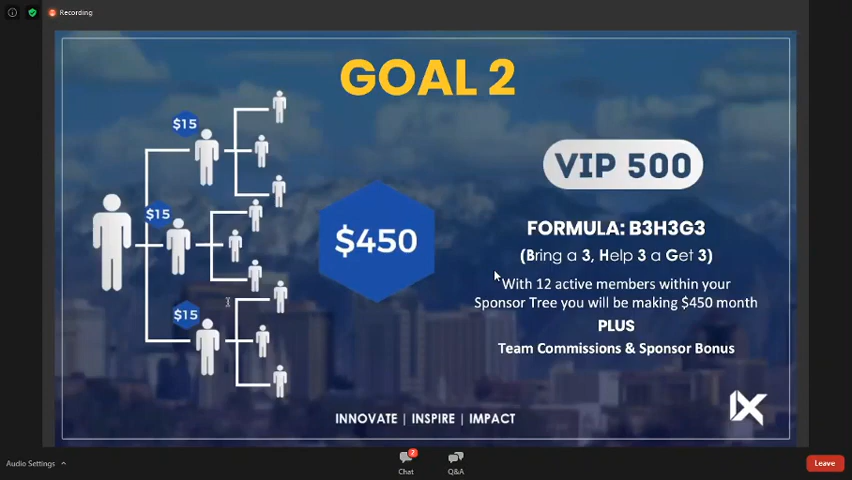 Recording
GOAL 2
$15
$15
$15
$450
VIP 500
FORMULA: B3H3G3
(Bring a 3, Help 3 a Get 3)
With 12 active members within your
Sponsor Tree you will be making $450 month
PLUS
Team Commissions & Sponsor Bonus
INNOVATE | INSPIRE | IMPACT
IX
Audio Settings
2
Chat
Q&A
Leave